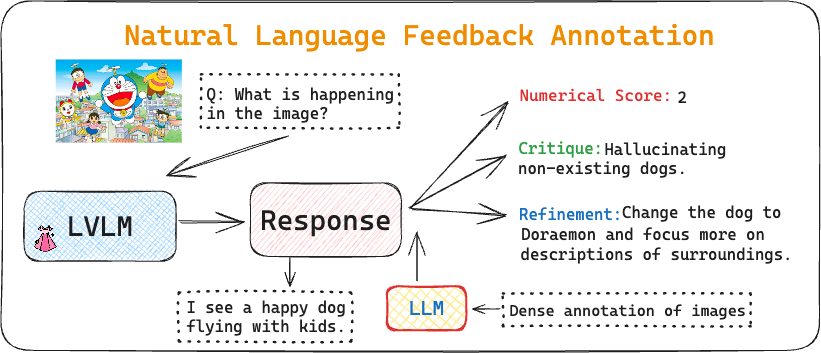 Natural Language Feedback Annotation
Q: What is happening
in the image?
Numerical Score: 2
Critique: Hallucinating
non-existing dogs.
LVLM
Response
Refinement: Change the dog to
Doraemon and focus more on
descriptions of surroundings.
I see a happy dog
flying with kids.
LLM
Dense annotation of images